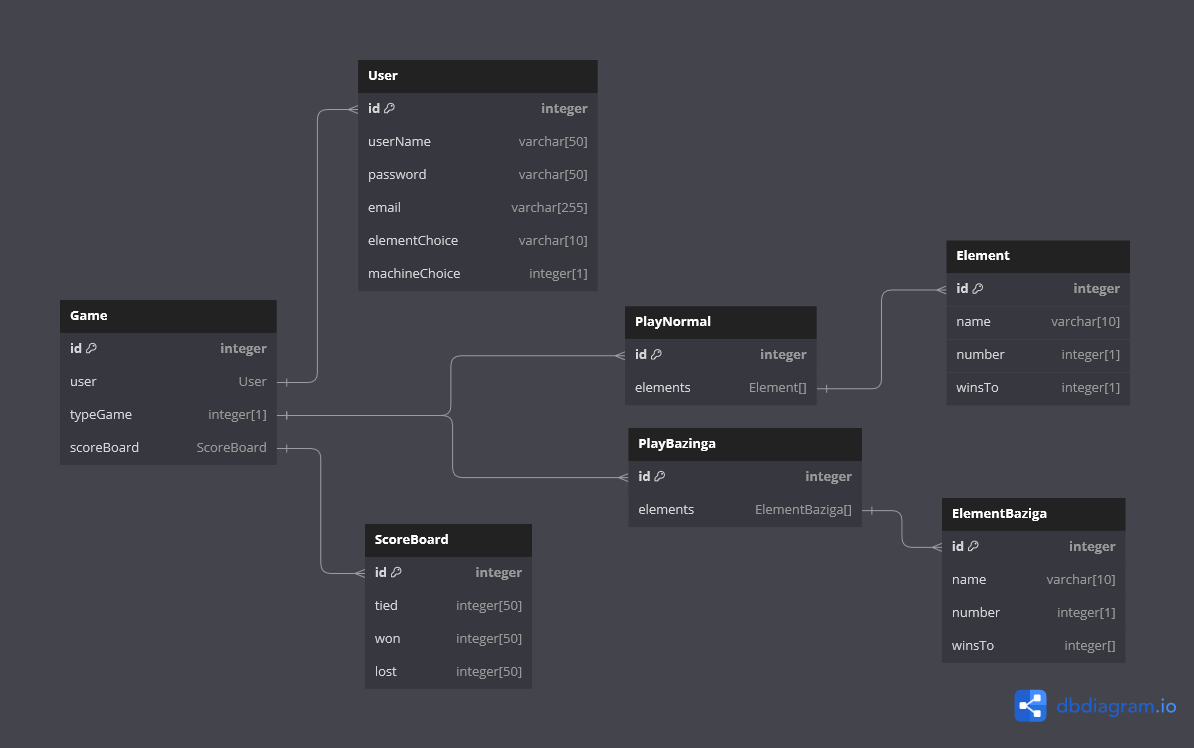 User
id integer
userName varchar[50]
password varchar[50]
email varchar[255]
elementChoice varchar[10]
machineChoice integer[1]
Game
id integer
user User
typeGame integer[1]
scoreBoard ScoreBoard
PlayNormal
id integer
elements Element[]
Element
id integer
name varchar[10]
number integer[1]
winsTo integer[1]
PlayBazinga
id integer
elements ElementBaziga[]
ScoreBoard
id integer
tied integer[50]
won integer[50]
lost integer[50]
ElementBaziga
id integer
name varchar[10]
number integer[1]
winsTo integer[]
dbdiagram.io